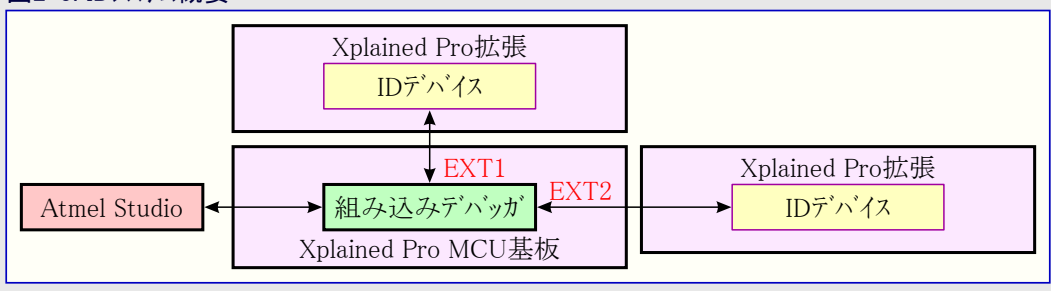 Xplained Pro拡張
IDデバイス
EXT1
Xplained Pro拡張
EXT2
Atmel Studio
組み込みデバッガ
IDデバイス
Xplained Pro MCU基板